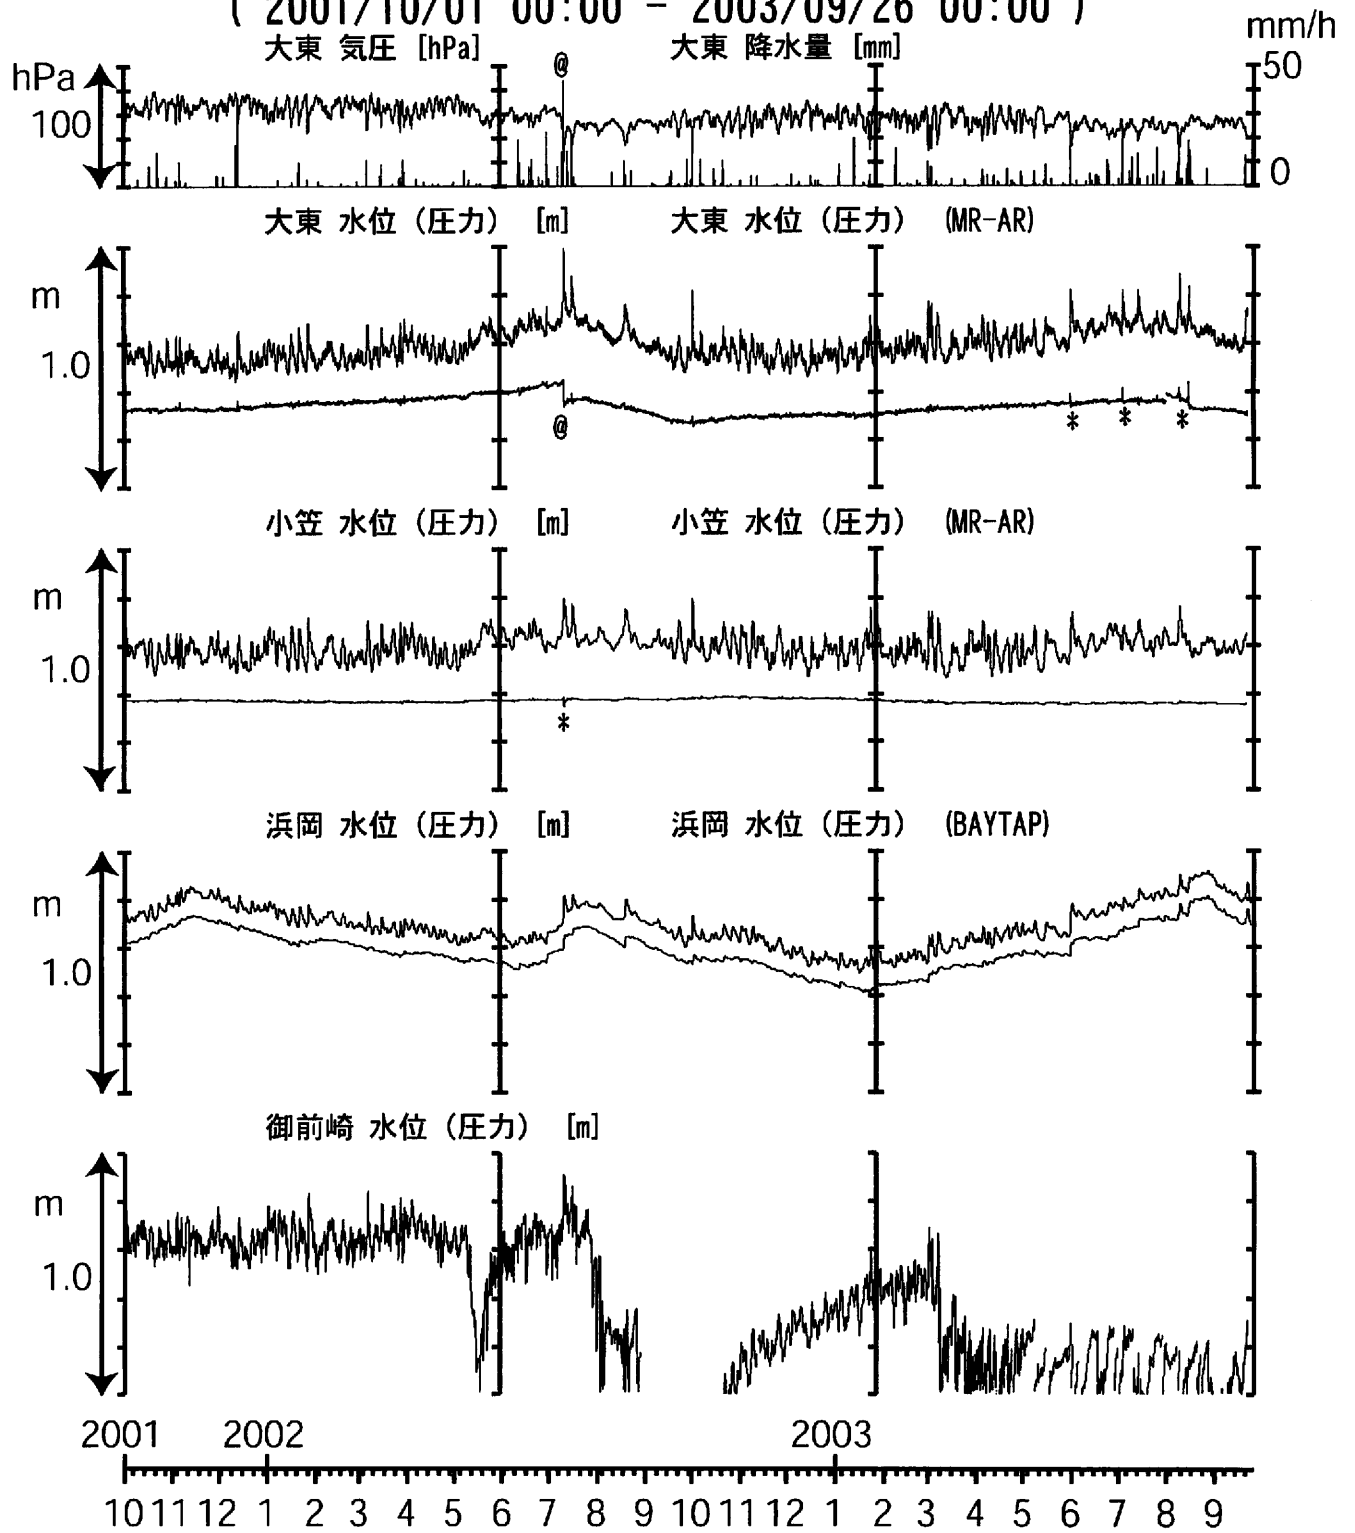 ( 2001/10/01 00:00 - 2003/09/26 00:00 )
mm/h
大東 気圧 [hPa] 大東 降水量 [mm]
hPa @ 50
100
0
大東 水位（圧力） [m] 大東 水位（圧力） (MR-AR)
m
1.0
@ * * *
小笠 水位（圧力） [m] 小笠 水位（圧力） (MR-AR)
m
1.0
*
浜岡 水位（圧力） [m] 浜岡 水位（圧力） (BAYTAP)
m
1.0
御前崎 水位（圧力） [m]
m
1.0
2001 2002 2003
10 11 12 1 2 3 4 5 6 7 8 9 10 11 12 1 2 3 4 5 6 7 8 9